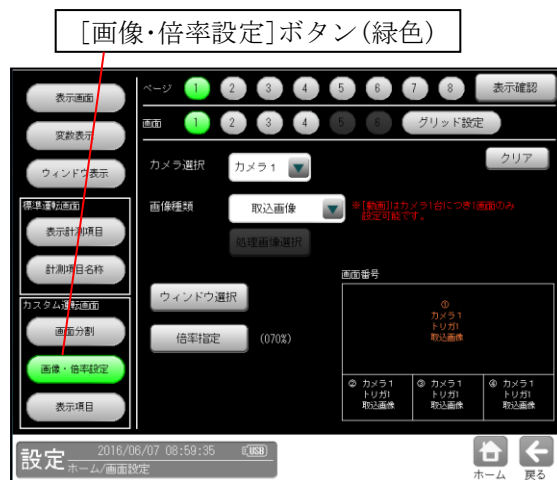 [画像・倍率設定]ボタン(緑色)
表示画面
変数表示
ウィンドウ表示
標準運転画面
表示計測項目
計測項目名称
カスタム運転画面
画面分割
画像・倍率設定
表示項目
ページ 1 2 3 4 5 6 7 8 表示確認
画面 1 2 3 4 5 6 グリッド設定
クリア
カメラ選択 カメラ1
画像種類 取込画像
※[動画]はカメラ1台につき1画面のみ
設定可能です。
処理画像選択
ウィンドウ選択
倍率指定 (070%)
画面番号
①
カメラ1
トリガ1
取込画像
② カメラ1
トリガ1
取込画像
③ カメラ1
トリガ1
取込画像
④ カメラ1
トリガ1
取込画像
設定
2016/06/07 08:59:35 USB
ホーム/画面設定
ホーム 戻る